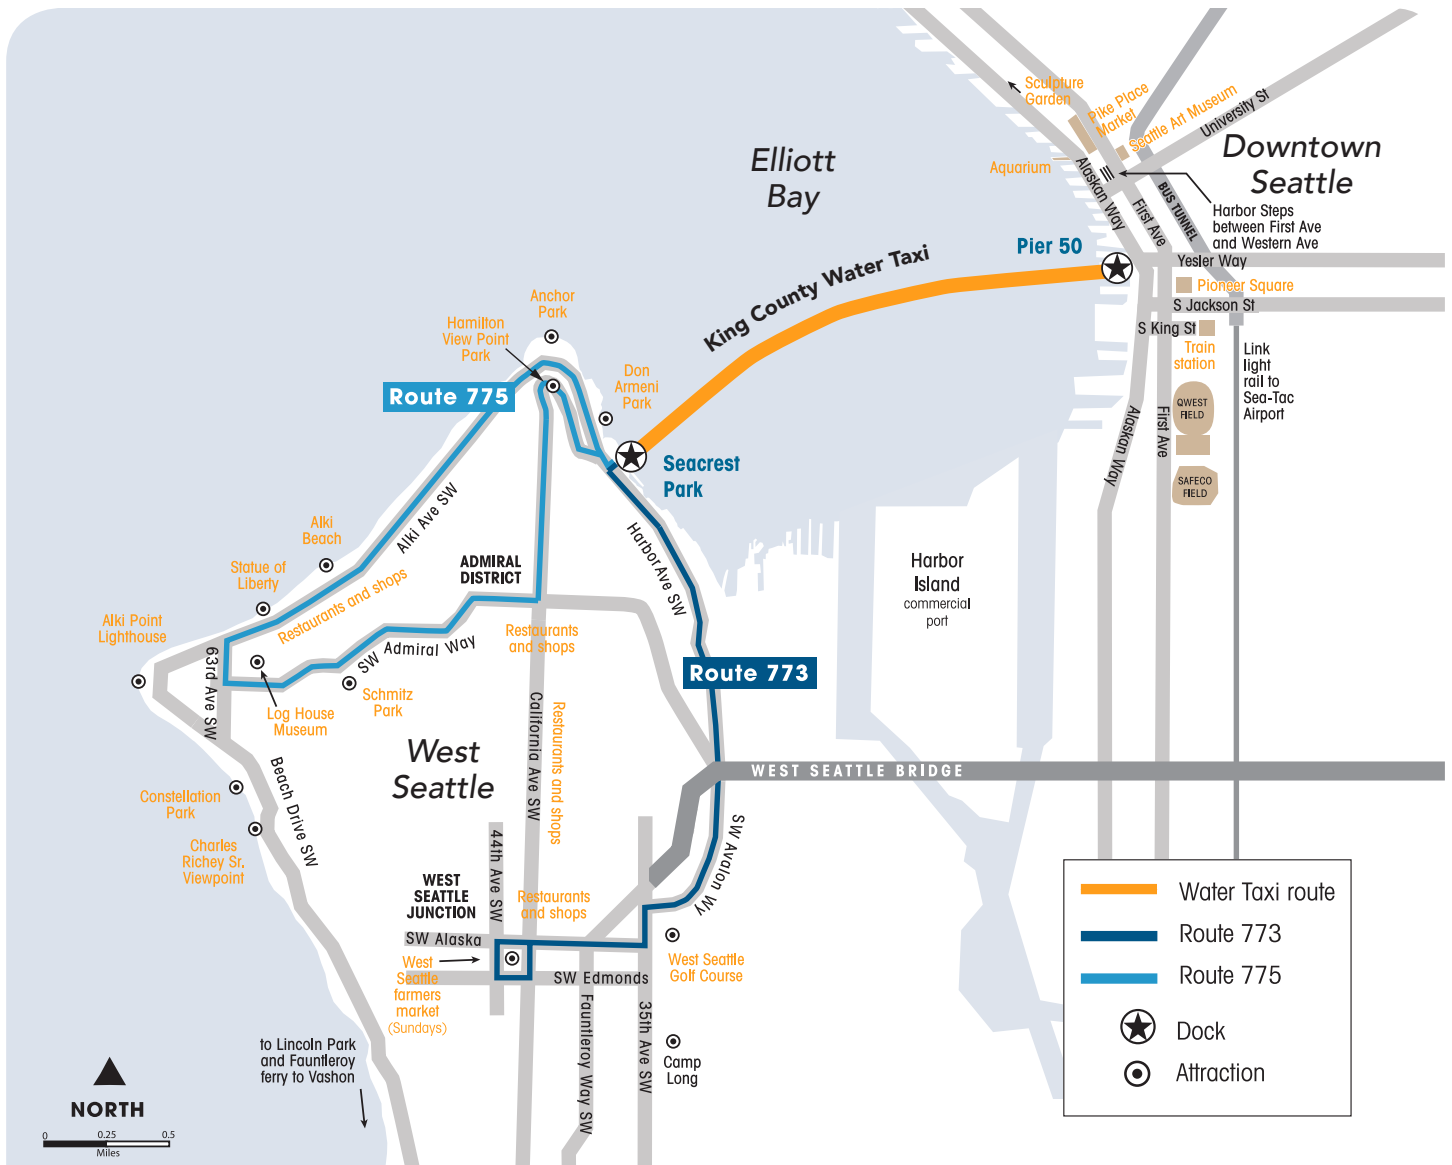 Sculpture
Garden
Pike Place
Market
Seattle Art Museum
University St
Aquarium
Elliott
Bay
Downtown
Seattle
Alaskan Way
First Ave
BUS TUNNEL
Harbor Steps
between First Ave
and Western Ave
Pier 50
King County Water Taxi
Yesler Way
Pioneer Square
S Jackson St
S King St
Train
station
Link
light
rail to
Sea-Tac
Airport
QWEST
FIELD
SAFECO
FIELD
Alaskan Way
First Ave
Anchor
Park
Hamilton
View Point
Park
Don
Armeni
Park
Route 775
Seacrest
Park
Alki Ave SW
Alki
Beach
Statue of
Liberty
Restaurants and shops
Alki Point
Lighthouse
ADMIRAL
DISTRICT
Harbor Ave SW
Harbor
Island
commercial
port
63rd Ave SW
SW Admiral Way
Restaurants
and shops
Schmitz
Park
Log House
Museum
Route 773
California Ave SW
Restaurants and shops
West
Seattle
WEST SEATTLE BRIDGE
Constellation
Park
Beach Drive SW
Charles
Richey Sr.
Viewpoint
44th Ave SW
SW Avalon Wy
WEST
SEATTLE
JUNCTION
Restaurants
and shops
SW Alaska
West
Seattle
farmers
market
(Sundays)
SW Edmonds
West Seattle
Golf Course
Fauntleroy Way SW
35th Ave SW
Camp
Long
to Lincoln Park
and Fauntleroy
ferry to Vashon
NORTH
0 0.25 0.5
Miles
Water Taxi route
Route 773
Route 775
Dock
Attraction